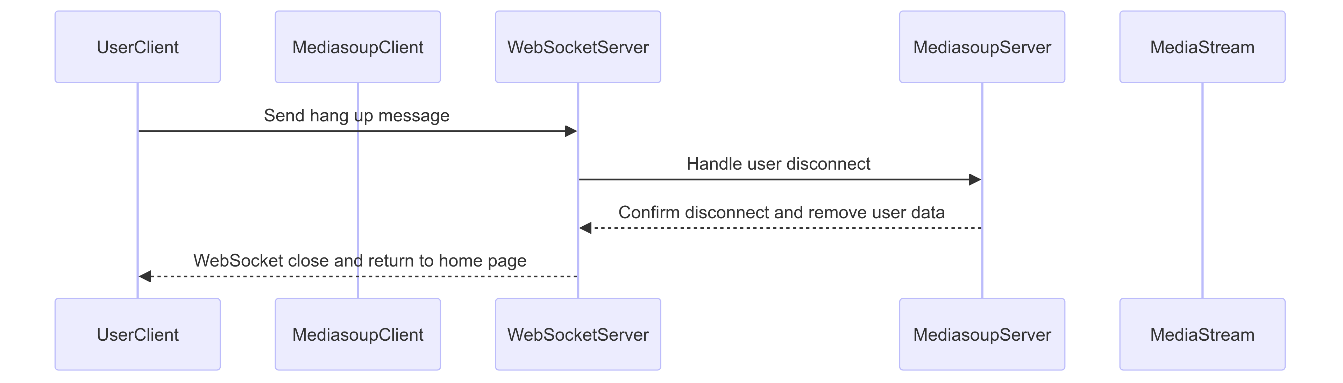 UserClient
MediasoupClient
WebSocketServer
MediasoupServer
MediaStream
Send hang up message
Handle user disconnect
Confirm disconnect and remove user data
WebSocket close and return to home page
UserClient
MediasoupClient
WebSocketServer
MediasoupServer
MediaStream